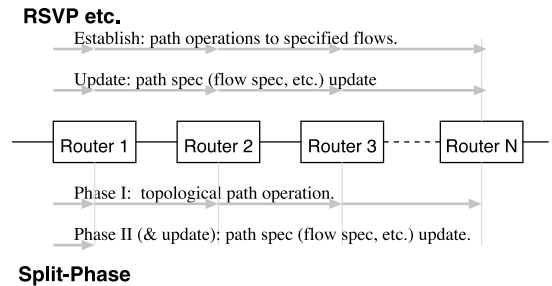 RSVP etc.
Establish: path operations to specified flows.
Update: path spec (flow spec, etc.) update
Router 1 Router 2 Router 3 Router N
Phase I: topological path operation.
Phase II (& update): path spec (flow spec, etc.) update.
Split-Phase